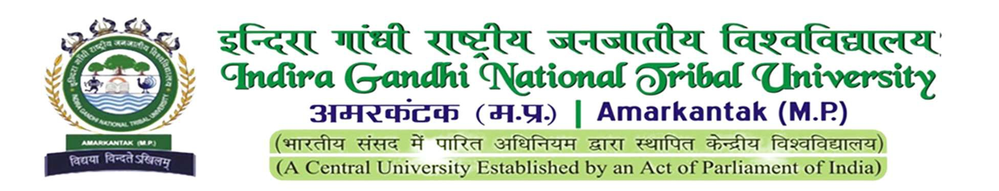 इन्दिरा गांधी राष्ट्रीय जनजातीय विश्वविद्यालय
INDIRA GANDHI NATIONAL TRIBAL UNIVERSITY
AMARKANTAK (M.P.)
विद्यया विन्दतेऽखिलम्
इन्दिरा गांधी राष्ट्रीय जनजातीय विश्वविद्यालय
Indira Gandhi National Tribal University
अमरकंटक (म.प्र.) | Amarkantak (M.P.)
(भारतीय संसद में पारित अधिनियम द्वारा स्थापित केन्द्रीय विश्वविद्यालय)
(A Central University Established by an Act of Parliament of India)